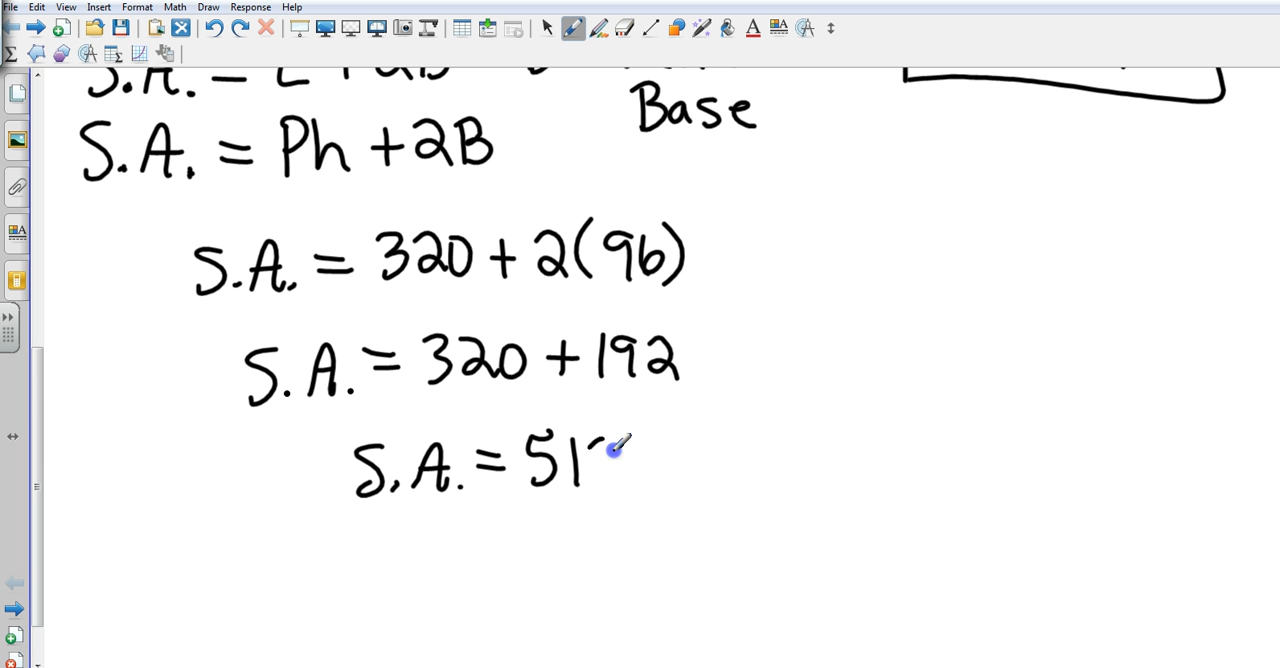 File Edit View Insert Format Math Draw Response Help
Base
S.A. = Ph + 2B
S.A. = 320 + 2(96)
S.A. = 320 + 192
S.A. = 51